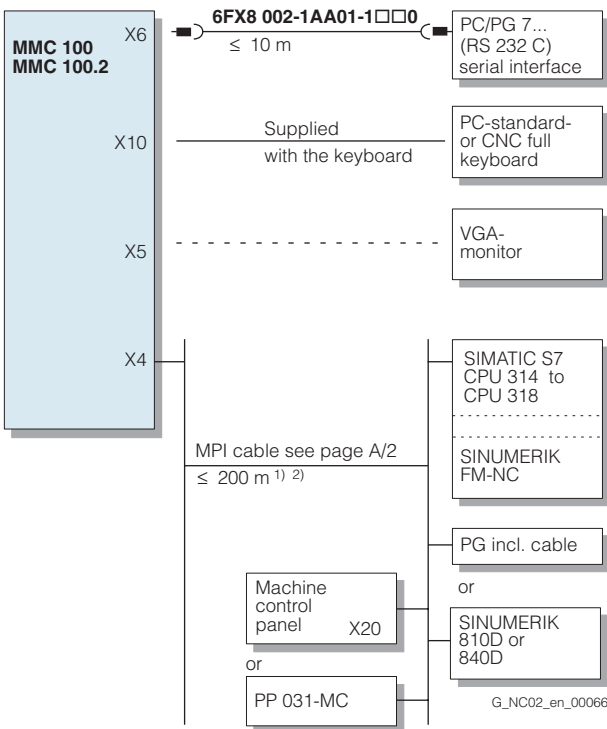 MMC 100
MMC 100.2
X6
6FX8 002-1AA01-1□□0
≤ 10 m
PC/PG 7...
(RS 232 C)
serial interface
X10
Supplied
with the keyboard
PC-standard-
or CNC full
keyboard
X5
VGA-
monitor
X4
MPI cable see page A/2
≤ 200 m 1) 2)
SIMATIC S7
CPU 314 to
CPU 318
SINUMERIK
FM-NC
PG incl. cable
or
Machine
control
panel X20
SINUMERIK
810D or
840D
or
PP 031-MC
G_NC02_en_00066